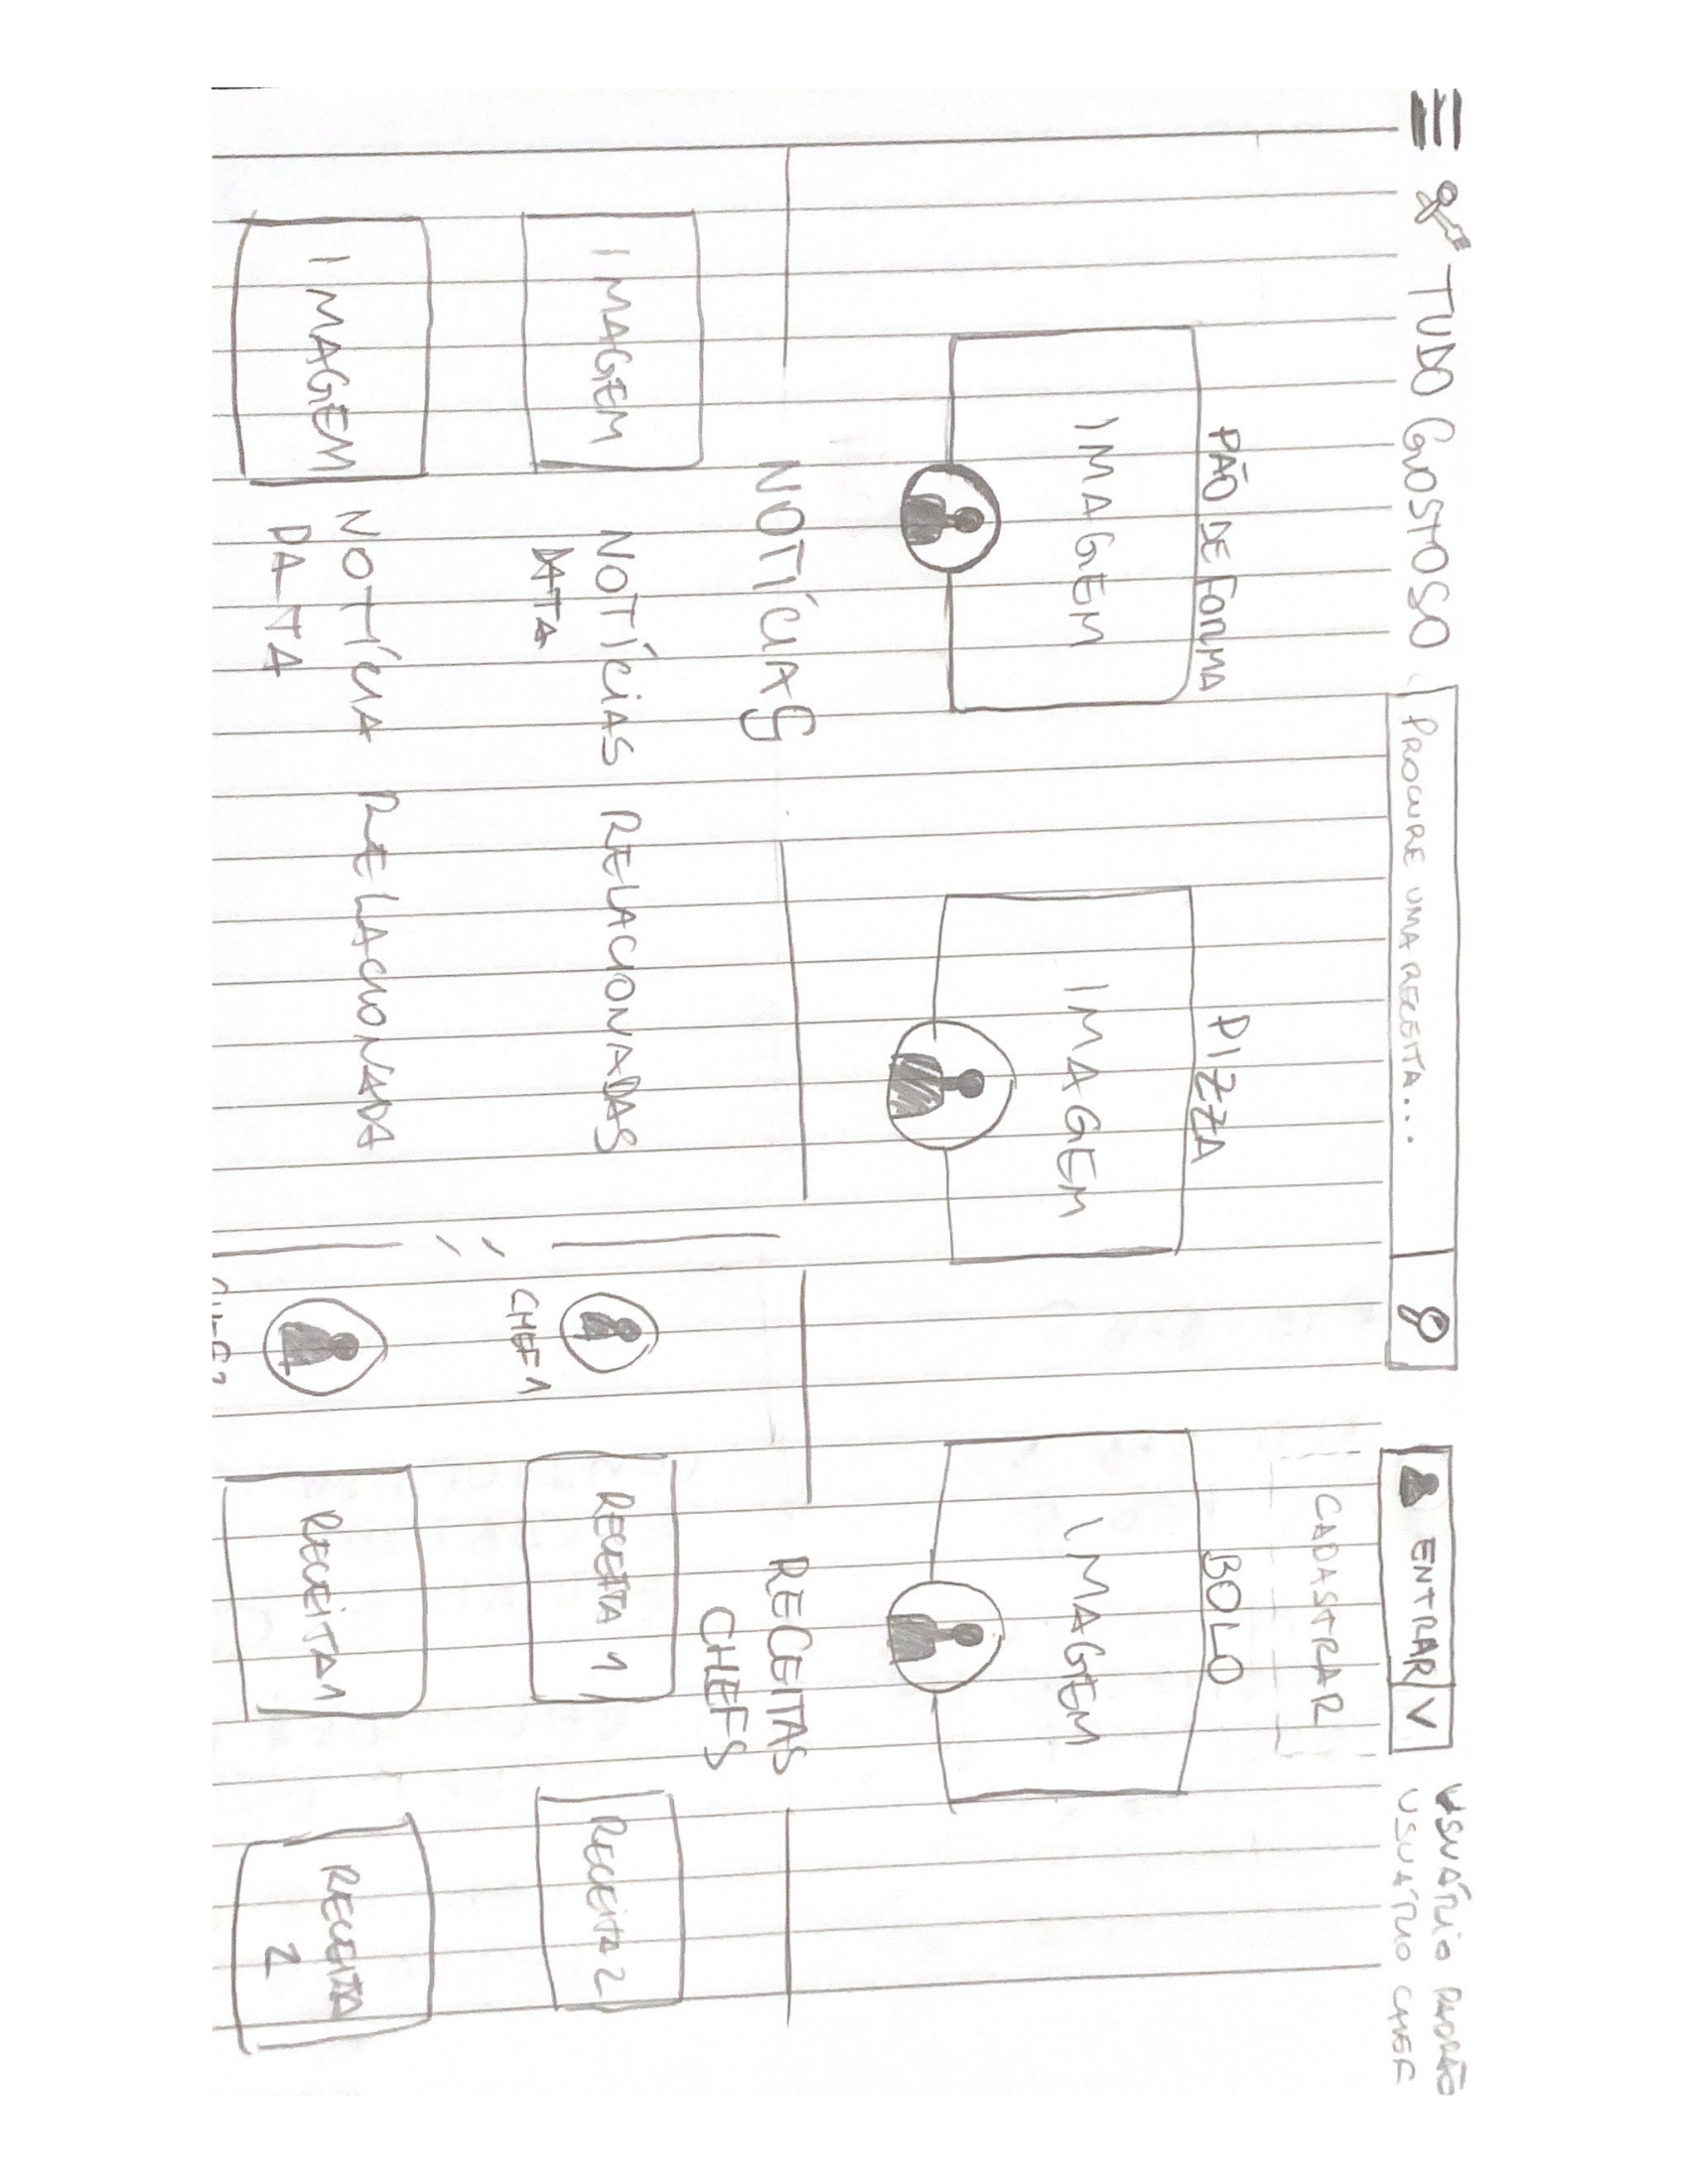 TUDO GOSTOSO
PROCURE UMA RECEITA...
ENTRAR V
USUÁRIO PADRÃO
USUÁRIO CHEF
CADASTRAR
PÃO DE FORMA
PIZZA
BOLO
IMAGEM
IMAGEM
IMAGEM
NOTÍCIAS
IMAGEM
NOTÍCIAS RELACIONADAS
DATA
IMAGEM
NOTÍCIA RELACIONADA
DATA
RECEITAS
CHEFS
CHEF 1
RECEITA 1
RECEITA 2
RECEITA 1
RECEITA
2